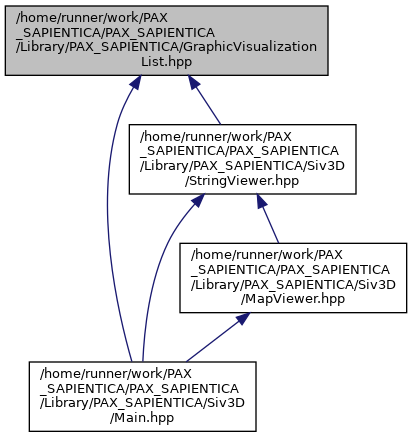 /home/runner/work/PAX
_SAPIENTICA/PAX_SAPIENTICA
/Library/PAX_SAPIENTICA/GraphicVisualization
List.hpp
/home/runner/work/PAX
_SAPIENTICA/PAX_SAPIENTICA
/Library/PAX_SAPIENTICA/Siv3D
/StringViewer.hpp
/home/runner/work/PAX
_SAPIENTICA/PAX_SAPIENTICA
/Library/PAX_SAPIENTICA/Siv3D
/MapViewer.hpp
/home/runner/work/PAX
_SAPIENTICA/PAX_SAPIENTICA
/Library/PAX_SAPIENTICA/Siv3D
/Main.hpp